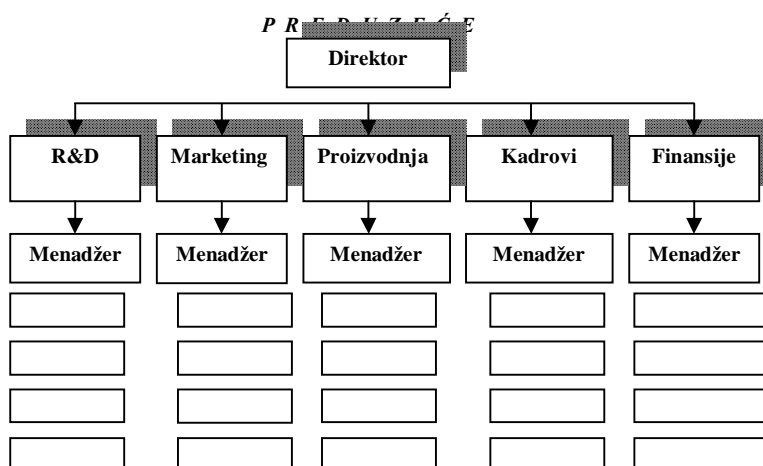 P R E D U Z E Ć E
Direktor
R&D Marketing Proizvodnja Kadrovi Finansije
Menadžer Menadžer Menadžer Menadžer Menadžer